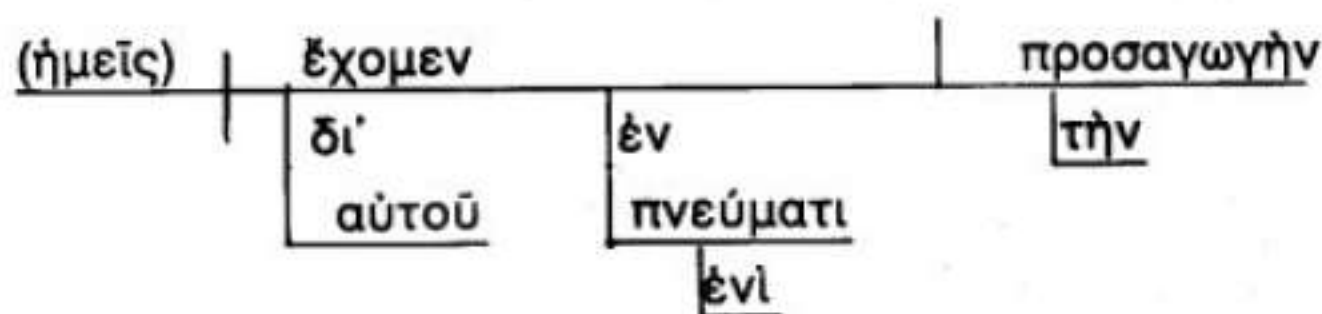 (ἡμεῖς) ἔχομεν προσαγωγὴν
δι' ἐν τὴν
αὐτοῦ πνεύματι
ἑνὶ